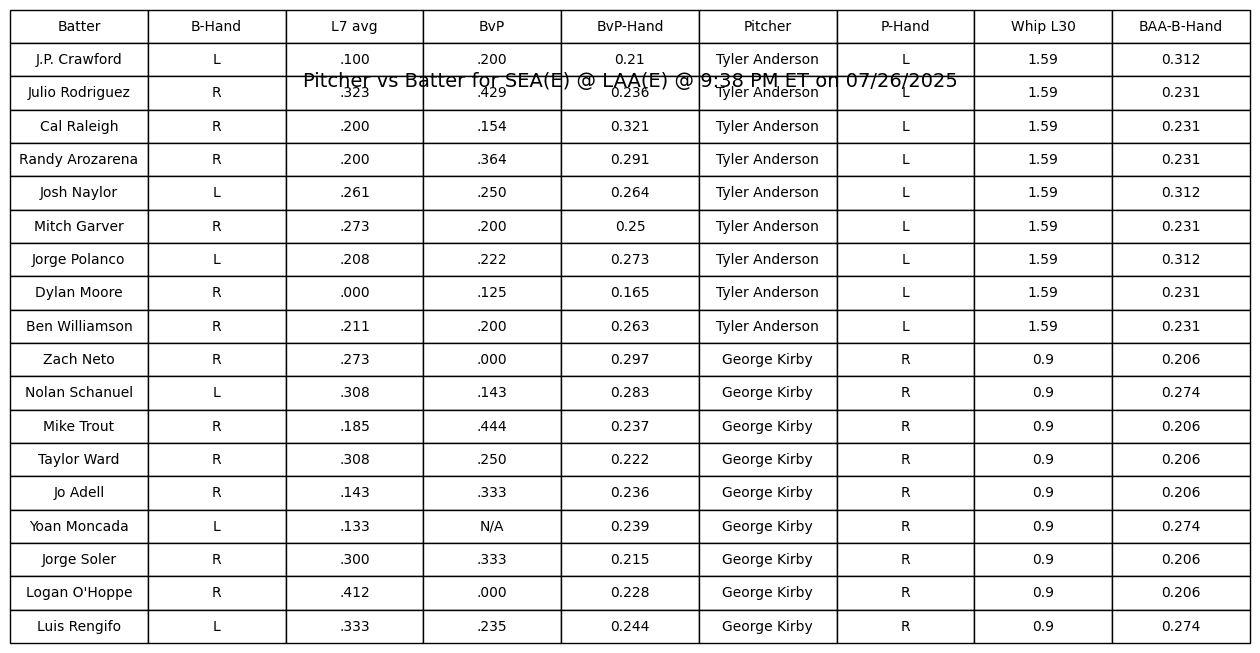 Batter B-Hand L7 avg BvP BvP-Hand Pitcher P-Hand Whip L30 BAA-B-Hand
J.P. Crawford L .100 .200 0.21 Tyler Anderson L 1.59 0.312
Pitcher vs Batter for SEA(E) @ LAA(E) @ 9:38 PM ET on 07/26/2025
Julio Rodriguez R .323 .429 0.236 Tyler Anderson L 1.59 0.231
Cal Raleigh R .200 .154 0.321 Tyler Anderson L 1.59 0.231
Randy Arozarena R .200 .364 0.291 Tyler Anderson L 1.59 0.231
Josh Naylor L .261 .250 0.264 Tyler Anderson L 1.59 0.312
Mitch Garver R .273 .200 0.25 Tyler Anderson L 1.59 0.231
Jorge Polanco L .208 .222 0.273 Tyler Anderson L 1.59 0.312
Dylan Moore R .000 .125 0.165 Tyler Anderson L 1.59 0.231
Ben Williamson R .211 .200 0.263 Tyler Anderson L 1.59 0.231
Zach Neto R .273 .000 0.297 George Kirby R 0.9 0.206
Nolan Schanuel L .308 .143 0.283 George Kirby R 0.9 0.274
Mike Trout R .185 .444 0.237 George Kirby R 0.9 0.206
Taylor Ward R .308 .250 0.222 George Kirby R 0.9 0.206
Jo Adell R .143 .333 0.236 George Kirby R 0.9 0.206
Yoan Moncada L .133 N/A 0.239 George Kirby R 0.9 0.274
Jorge Soler R .300 .333 0.215 George Kirby R 0.9 0.206
Logan O'Hoppe R .412 .000 0.228 George Kirby R 0.9 0.206
Luis Rengifo L .333 .235 0.244 George Kirby R 0.9 0.274